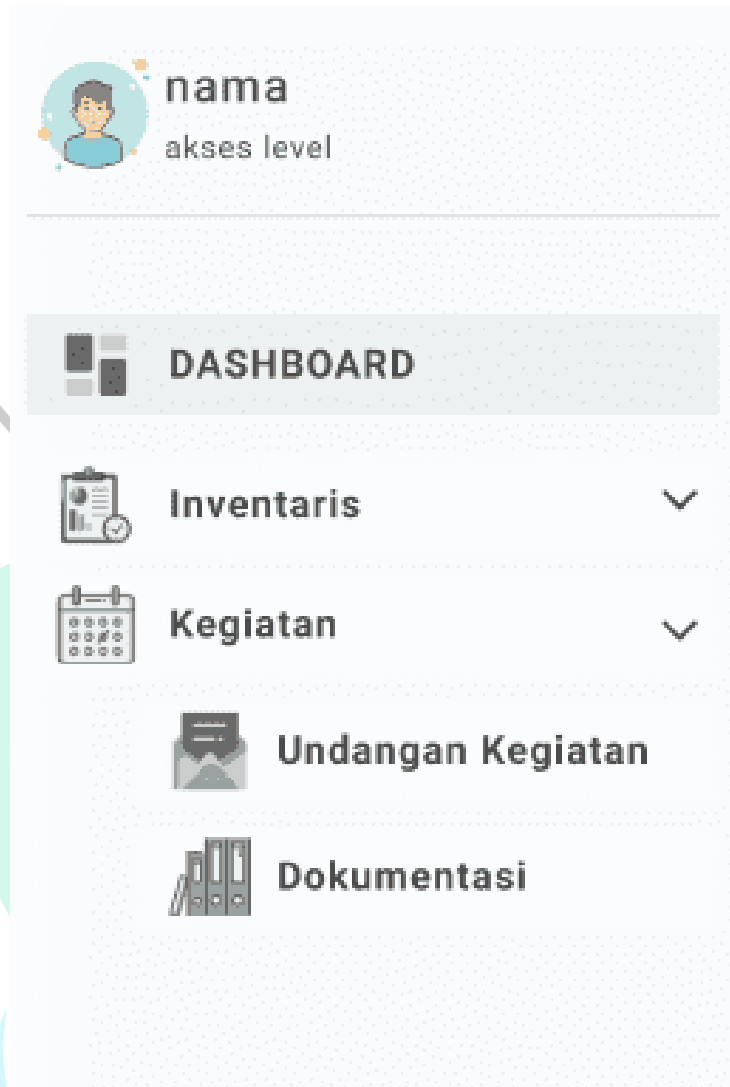 nama
akses level
DASHBOARD
Inventaris
Kegiatan
Undangan Kegiatan
Dokumentasi